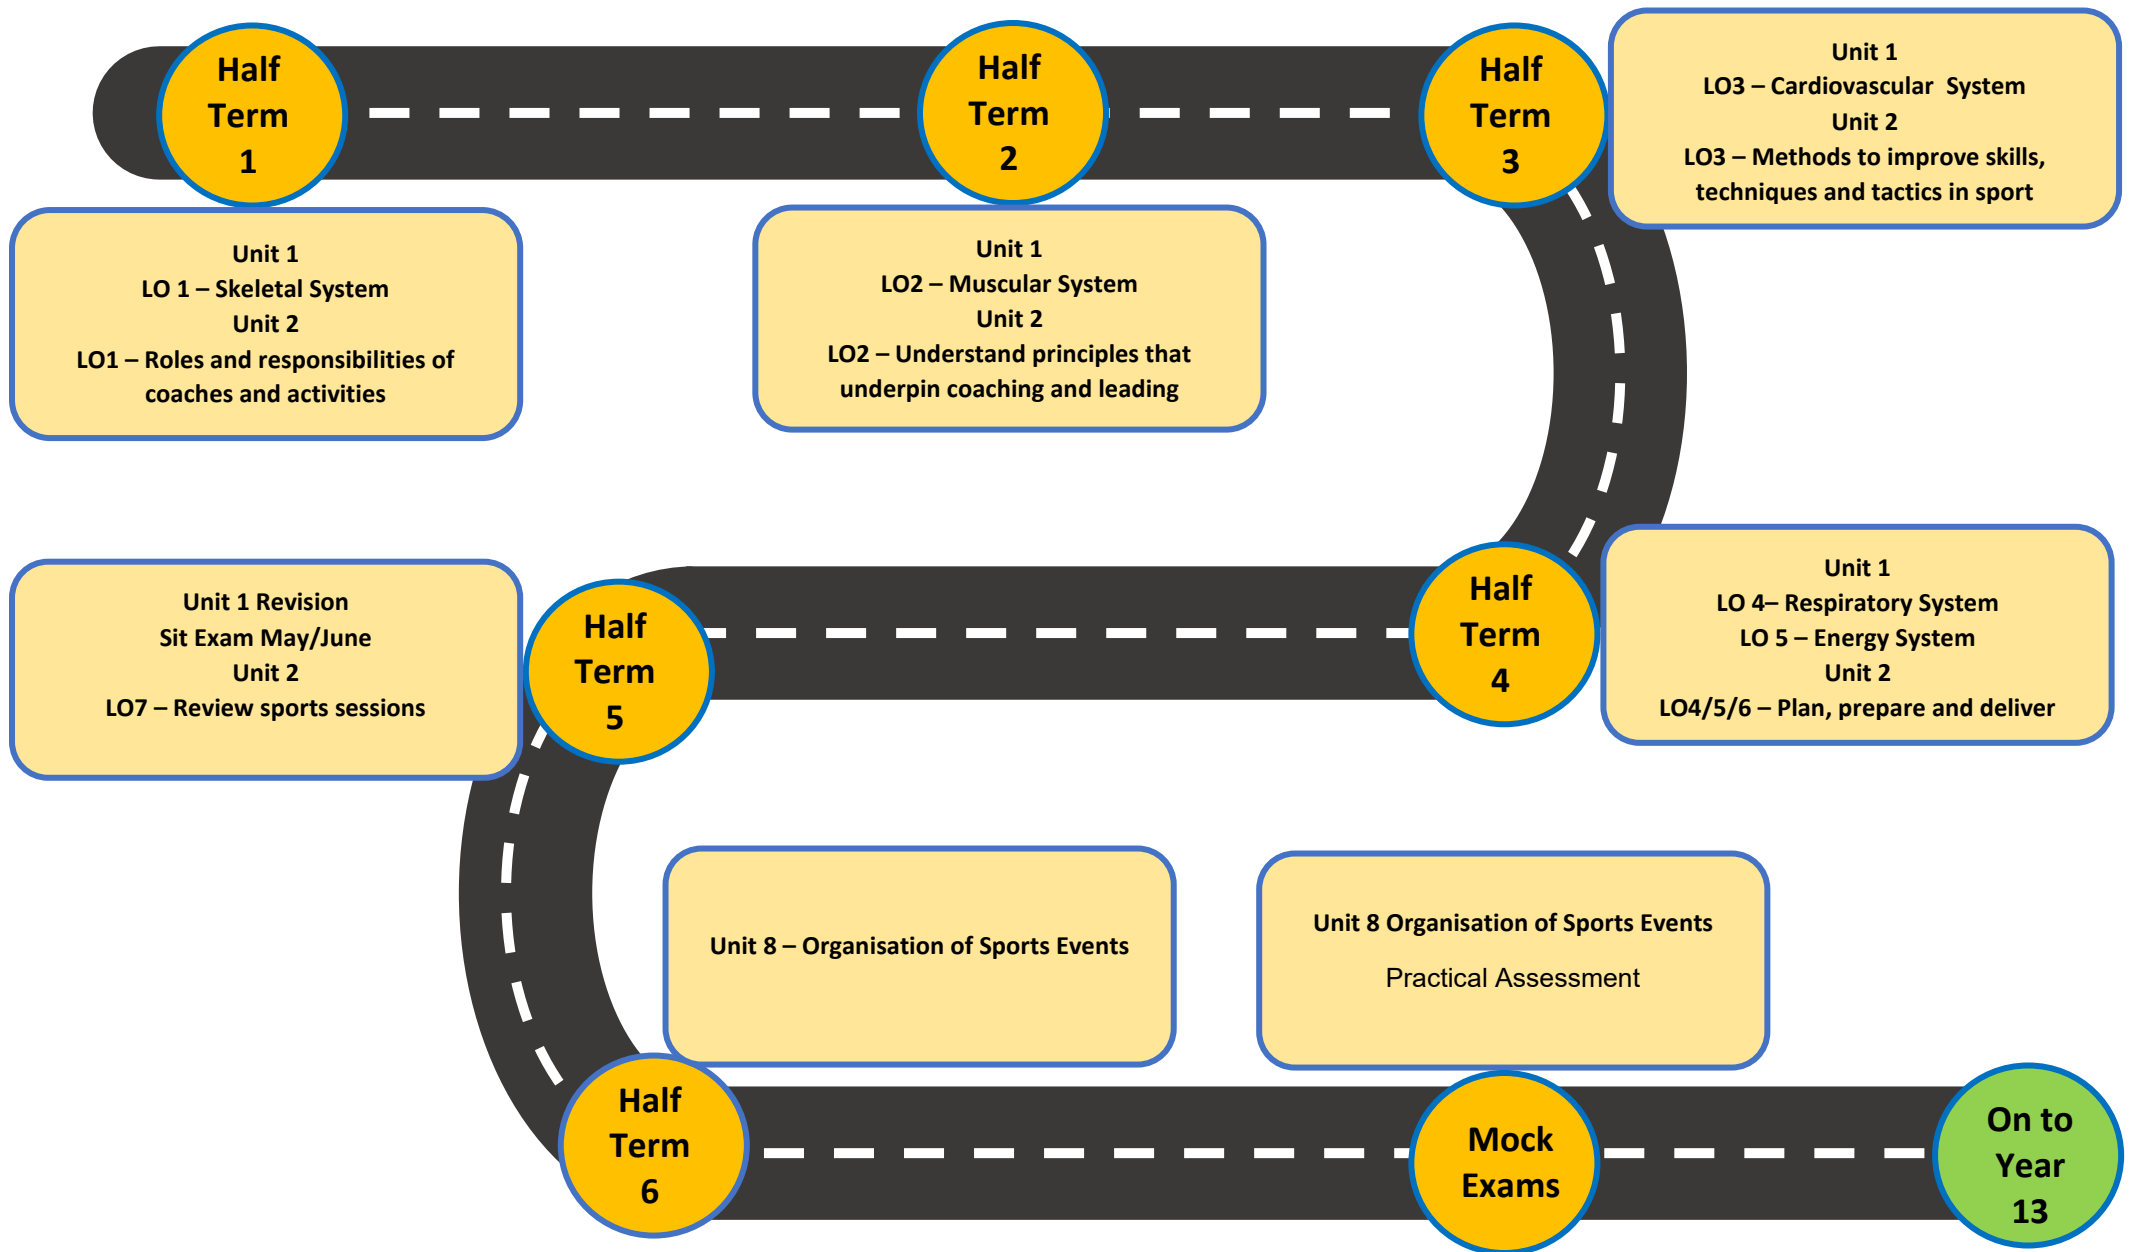 Half
Term
1
Half
Term
2
Half
Term
3
Unit 1
LO3 – Cardiovascular  System
Unit 2
LO3 – Methods to improve skills,
techniques and tactics in sport
Unit 1
LO 1 – Skeletal System
Unit 2
LO1 – Roles and responsibilities of
coaches and activities
Unit 1
LO2 – Muscular System
Unit 2
LO2 – Understand principles that
underpin coaching and leading
Half
Term
4
Unit 1
LO 4– Respiratory System
LO 5 – Energy System
Unit 2
LO4/5/6 – Plan, prepare and deliver
Half
Term
5
Unit 1 Revision
Sit Exam May/June
Unit 2
LO7 – Review sports sessions
Unit 8 – Organisation of Sports Events
Half
Term
6
Unit 8 Organisation of Sports Events
Practical Assessment
Mock
Exams
On to
Year
13